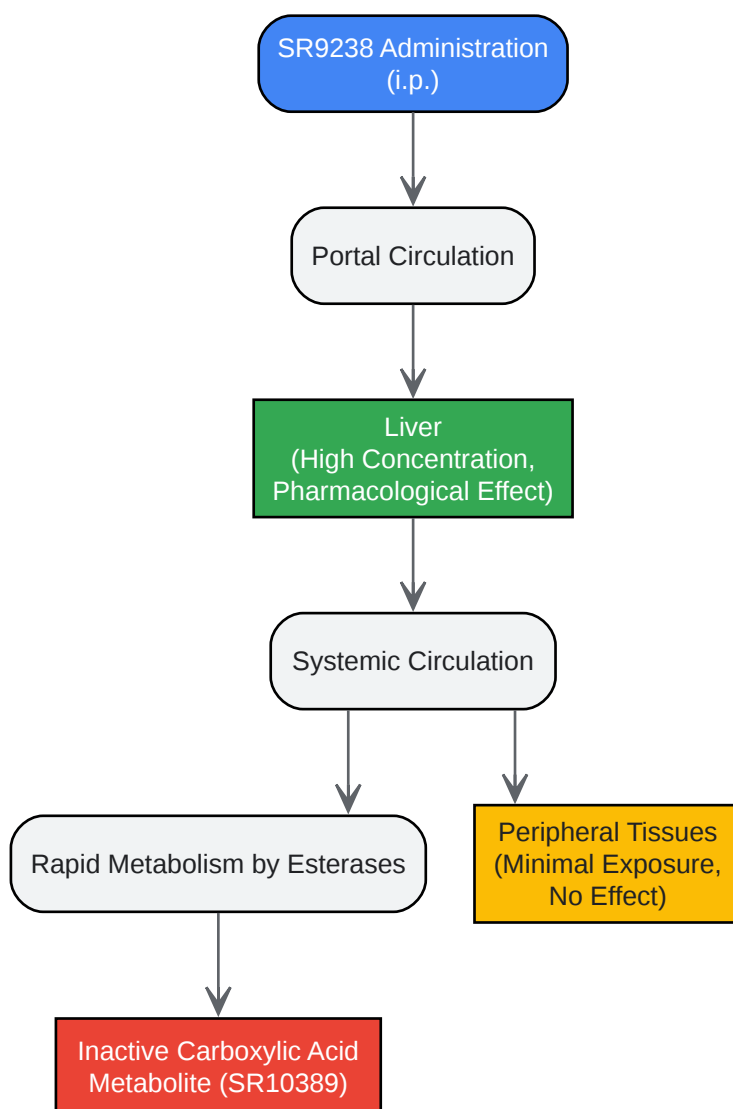 SR9238 Administration
(i.p.)
Portal Circulation
Liver
(High Concentration,
Pharmacological Effect)
Systemic Circulation
Rapid Metabolism by Esterases
Peripheral Tissues
(Minimal Exposure,
No Effect)
Inactive Carboxylic Acid
Metabolite (SR10389)